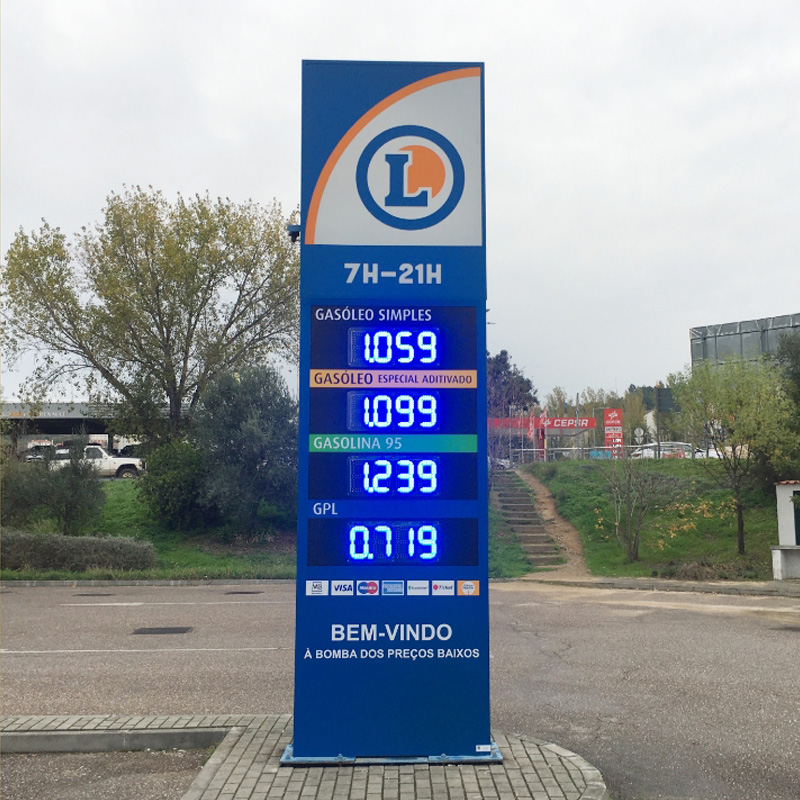 L
7H-21H
GASÓLEO SIMPLES
1.059
GASÓLEO ESPECIAL ADITIVADO
1.099
GASOLINA 95
1.239
GPL
0.719
MB VISA
BEM-VINDO
À BOMBA DOS PREÇOS BAIXOS
CEPSA